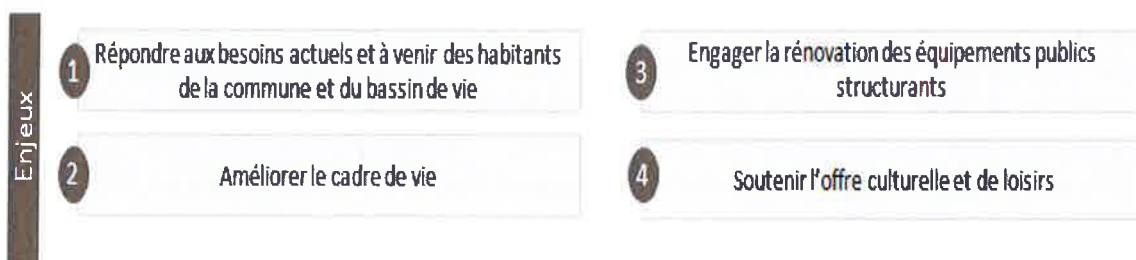 Enjeux
1
Répondre aux besoins actuels et à venir des habitants
de la commune et du bassin de vie
2
Améliorer le cadre de vie
3
Engager la rénovation des équipements publics
structurants
4
Soutenir l'offre culturelle et de loisirs